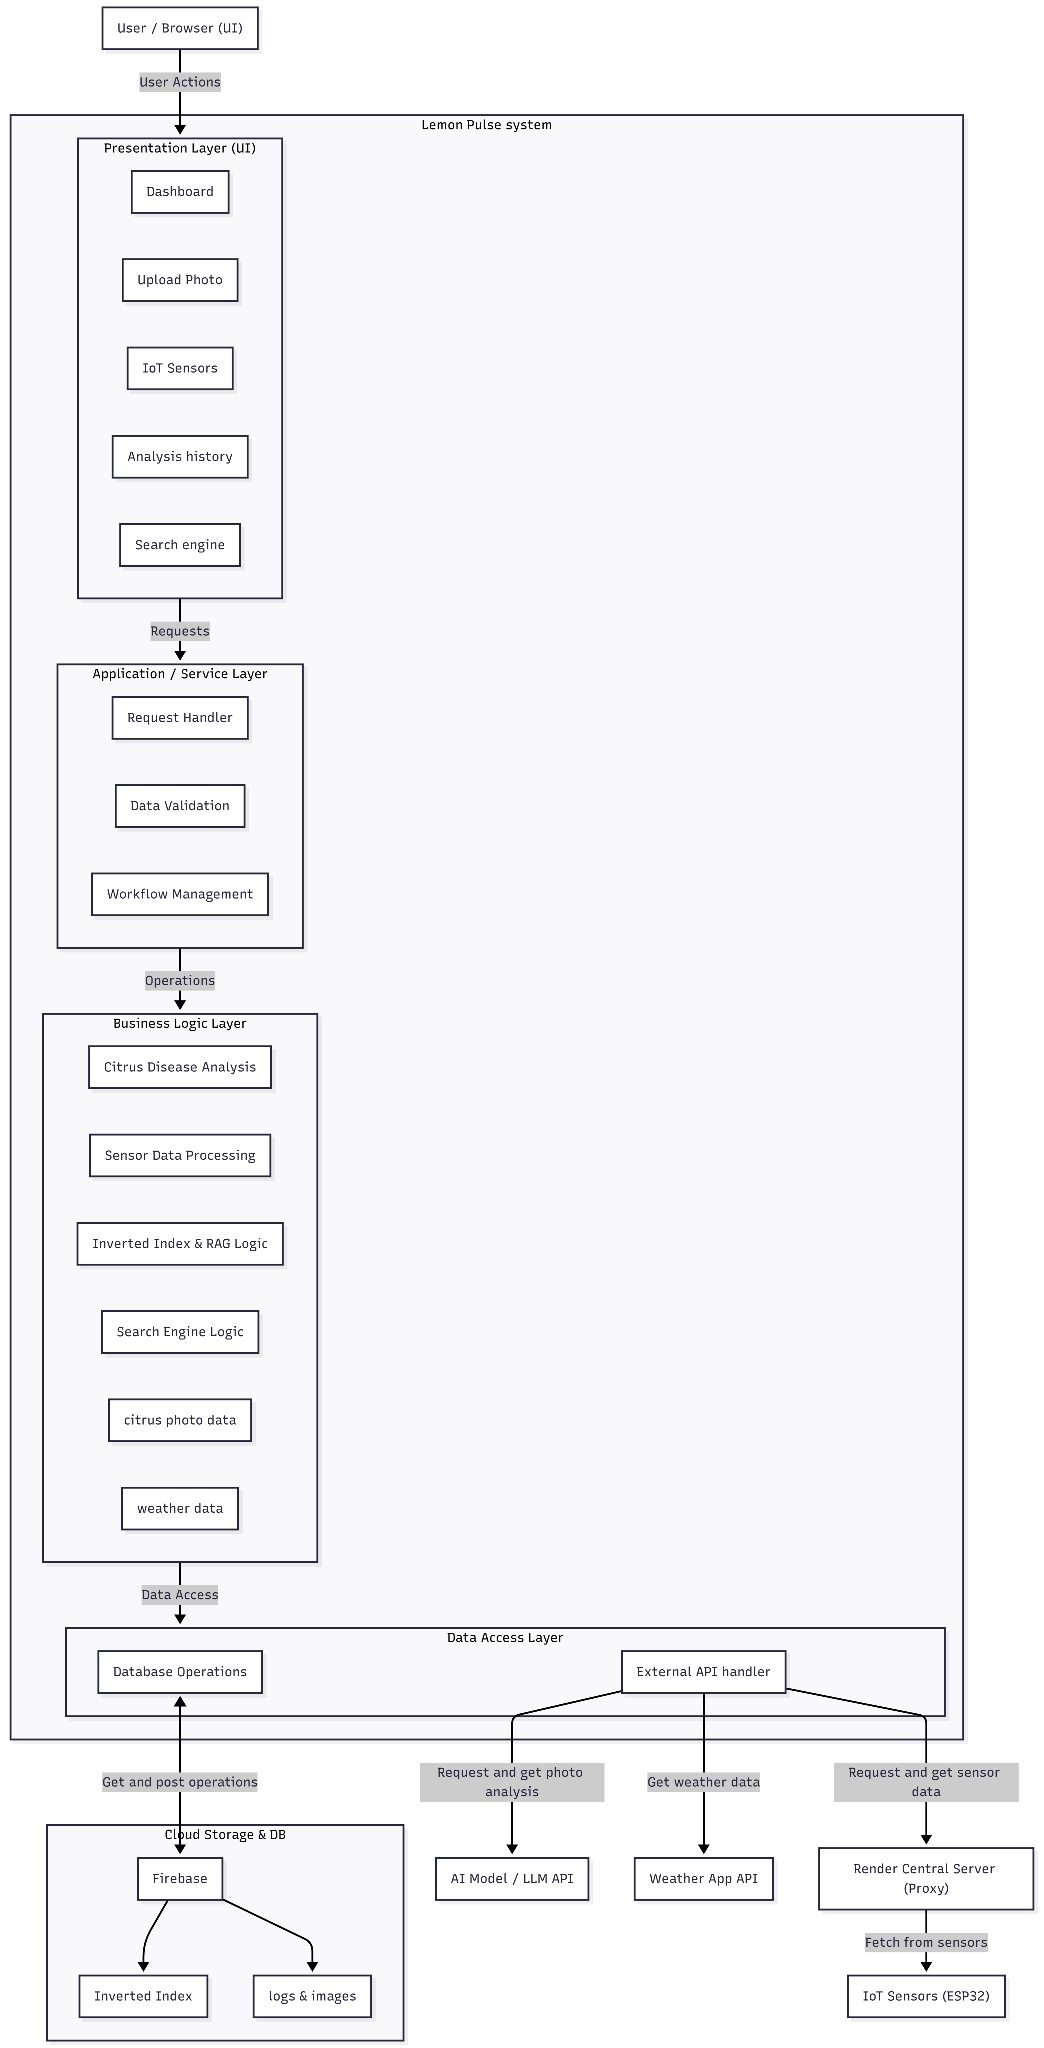 User / Browser (UI)
User Actions
Lemon Pulse system
Presentation Layer (UI)
Dashboard
Upload Photo
IoT Sensors
Analysis history
Search engine
Requests
Application / Service Layer
Request Handler
Data Validation
Workflow Management
Operations
Business Logic Layer
Citrus Disease Analysis
Sensor Data Processing
Inverted Index & RAG Logic
Search Engine Logic
citrus photo data
weather data
Data Access
Data Access Layer
Database Operations
External API handler
Get and post operations
Request and get photo
analysis
Get weather data
Request and get sensor
data
Cloud Storage & DB
Firebase
AI Model / LLM API
Weather App API
Render Central Server
(Proxy)
Fetch from sensors
Inverted Index
logs & images
IoT Sensors (ESP32)